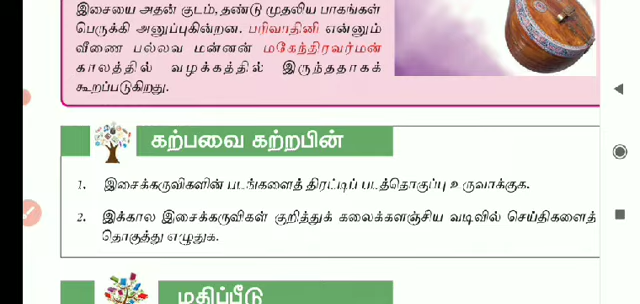 இசையை அதன் குடம், தண்டு முதலிய பாகங்கள்
பெருக்கி அனுப்புகின்றன. பரிவாதினி என்னும்
வீணை பல்லவ மன்னன் மகேந்திரவர்மன்
காலத்தில் வழக்கத்தில் இருந்ததாகக்
கூறப்படுகிறது.
கற்பவை கற்றபின்
1. இசைக்கருவிகளின் படங்களைத் திரட்டிப் படத்தொகுப்பு உருவாக்குக.
2. இக்கால இசைக்கருவிகள் குறித்துக் கலைக்களஞ்சிய வடிவில் செய்திகளைத்
தொகுத்து எழுதுக.
மதிப்பீடு